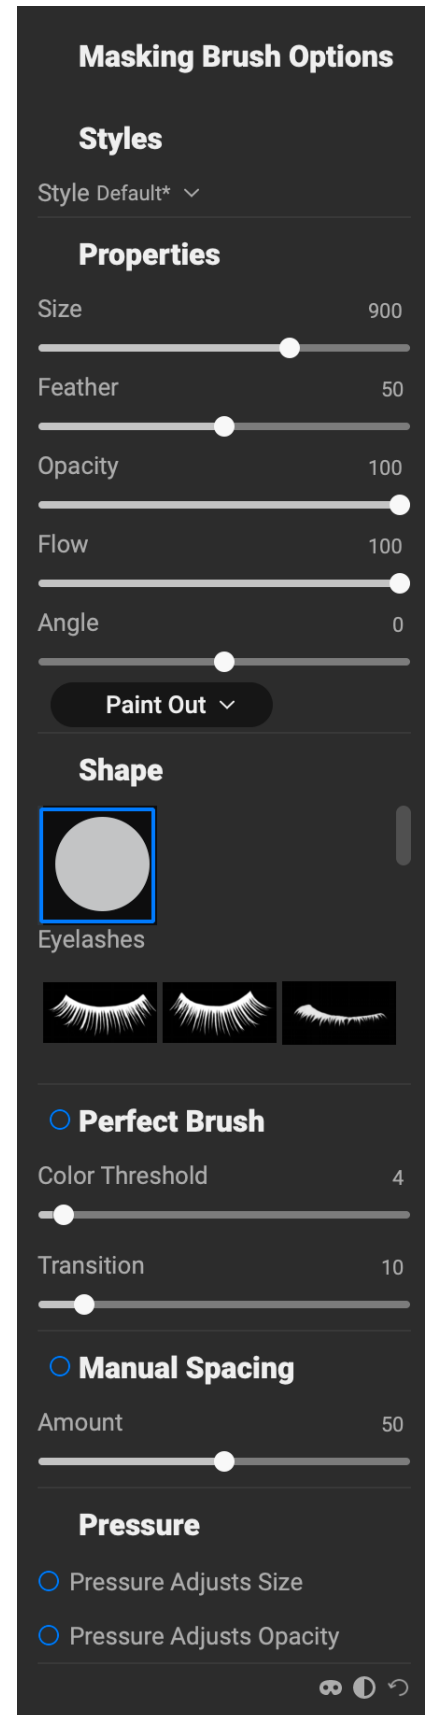 Masking Brush Options
Styles
Style Default*
Properties
Size 900
Feather 50
Opacity 100
Flow 100
Angle 0
Paint Out
Shape
Eyelashes
Perfect Brush
Color Threshold 4
Transition 10
Manual Spacing
Amount 50
Pressure
Pressure Adjusts Size
Pressure Adjusts Opacity